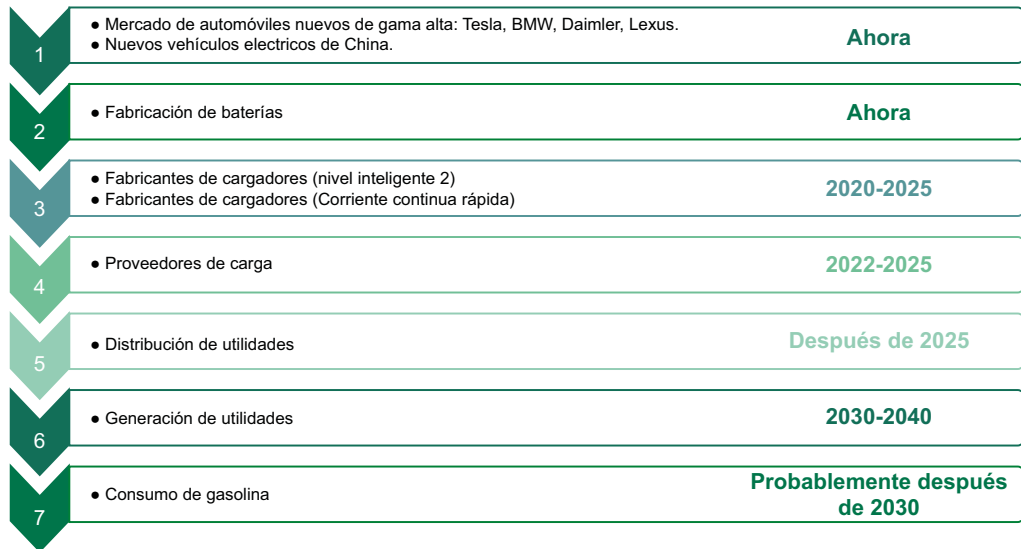 1
● Mercado de automóviles nuevos de gama alta: Tesla, BMW, Daimler, Lexus.
● Nuevos vehículos electricos de China.
Ahora
2
● Fabricación de baterías
Ahora
3
● Fabricantes de cargadores (nivel inteligente 2)
● Fabricantes de cargadores (Corriente continua rápida)
2020-2025
4
● Proveedores de carga
2022-2025
5
● Distribución de utilidades
Después de 2025
6
● Generación de utilidades
2030-2040
7
● Consumo de gasolina
Probablemente después
de 2030